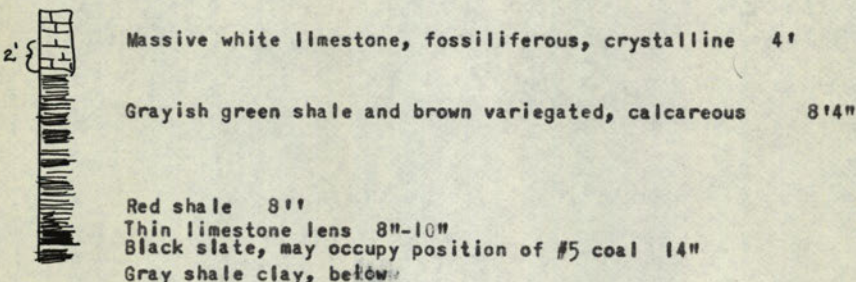 Massive white limestone, fossiliferous, crystalline 4'
2'
Grayish green shale and brown variegated, calcareous 8'4"
Red shale 8''
Thin limestone lens 8"-10"
Black slate, may occupy position of #5 coal 14"
Gray shale clay, below